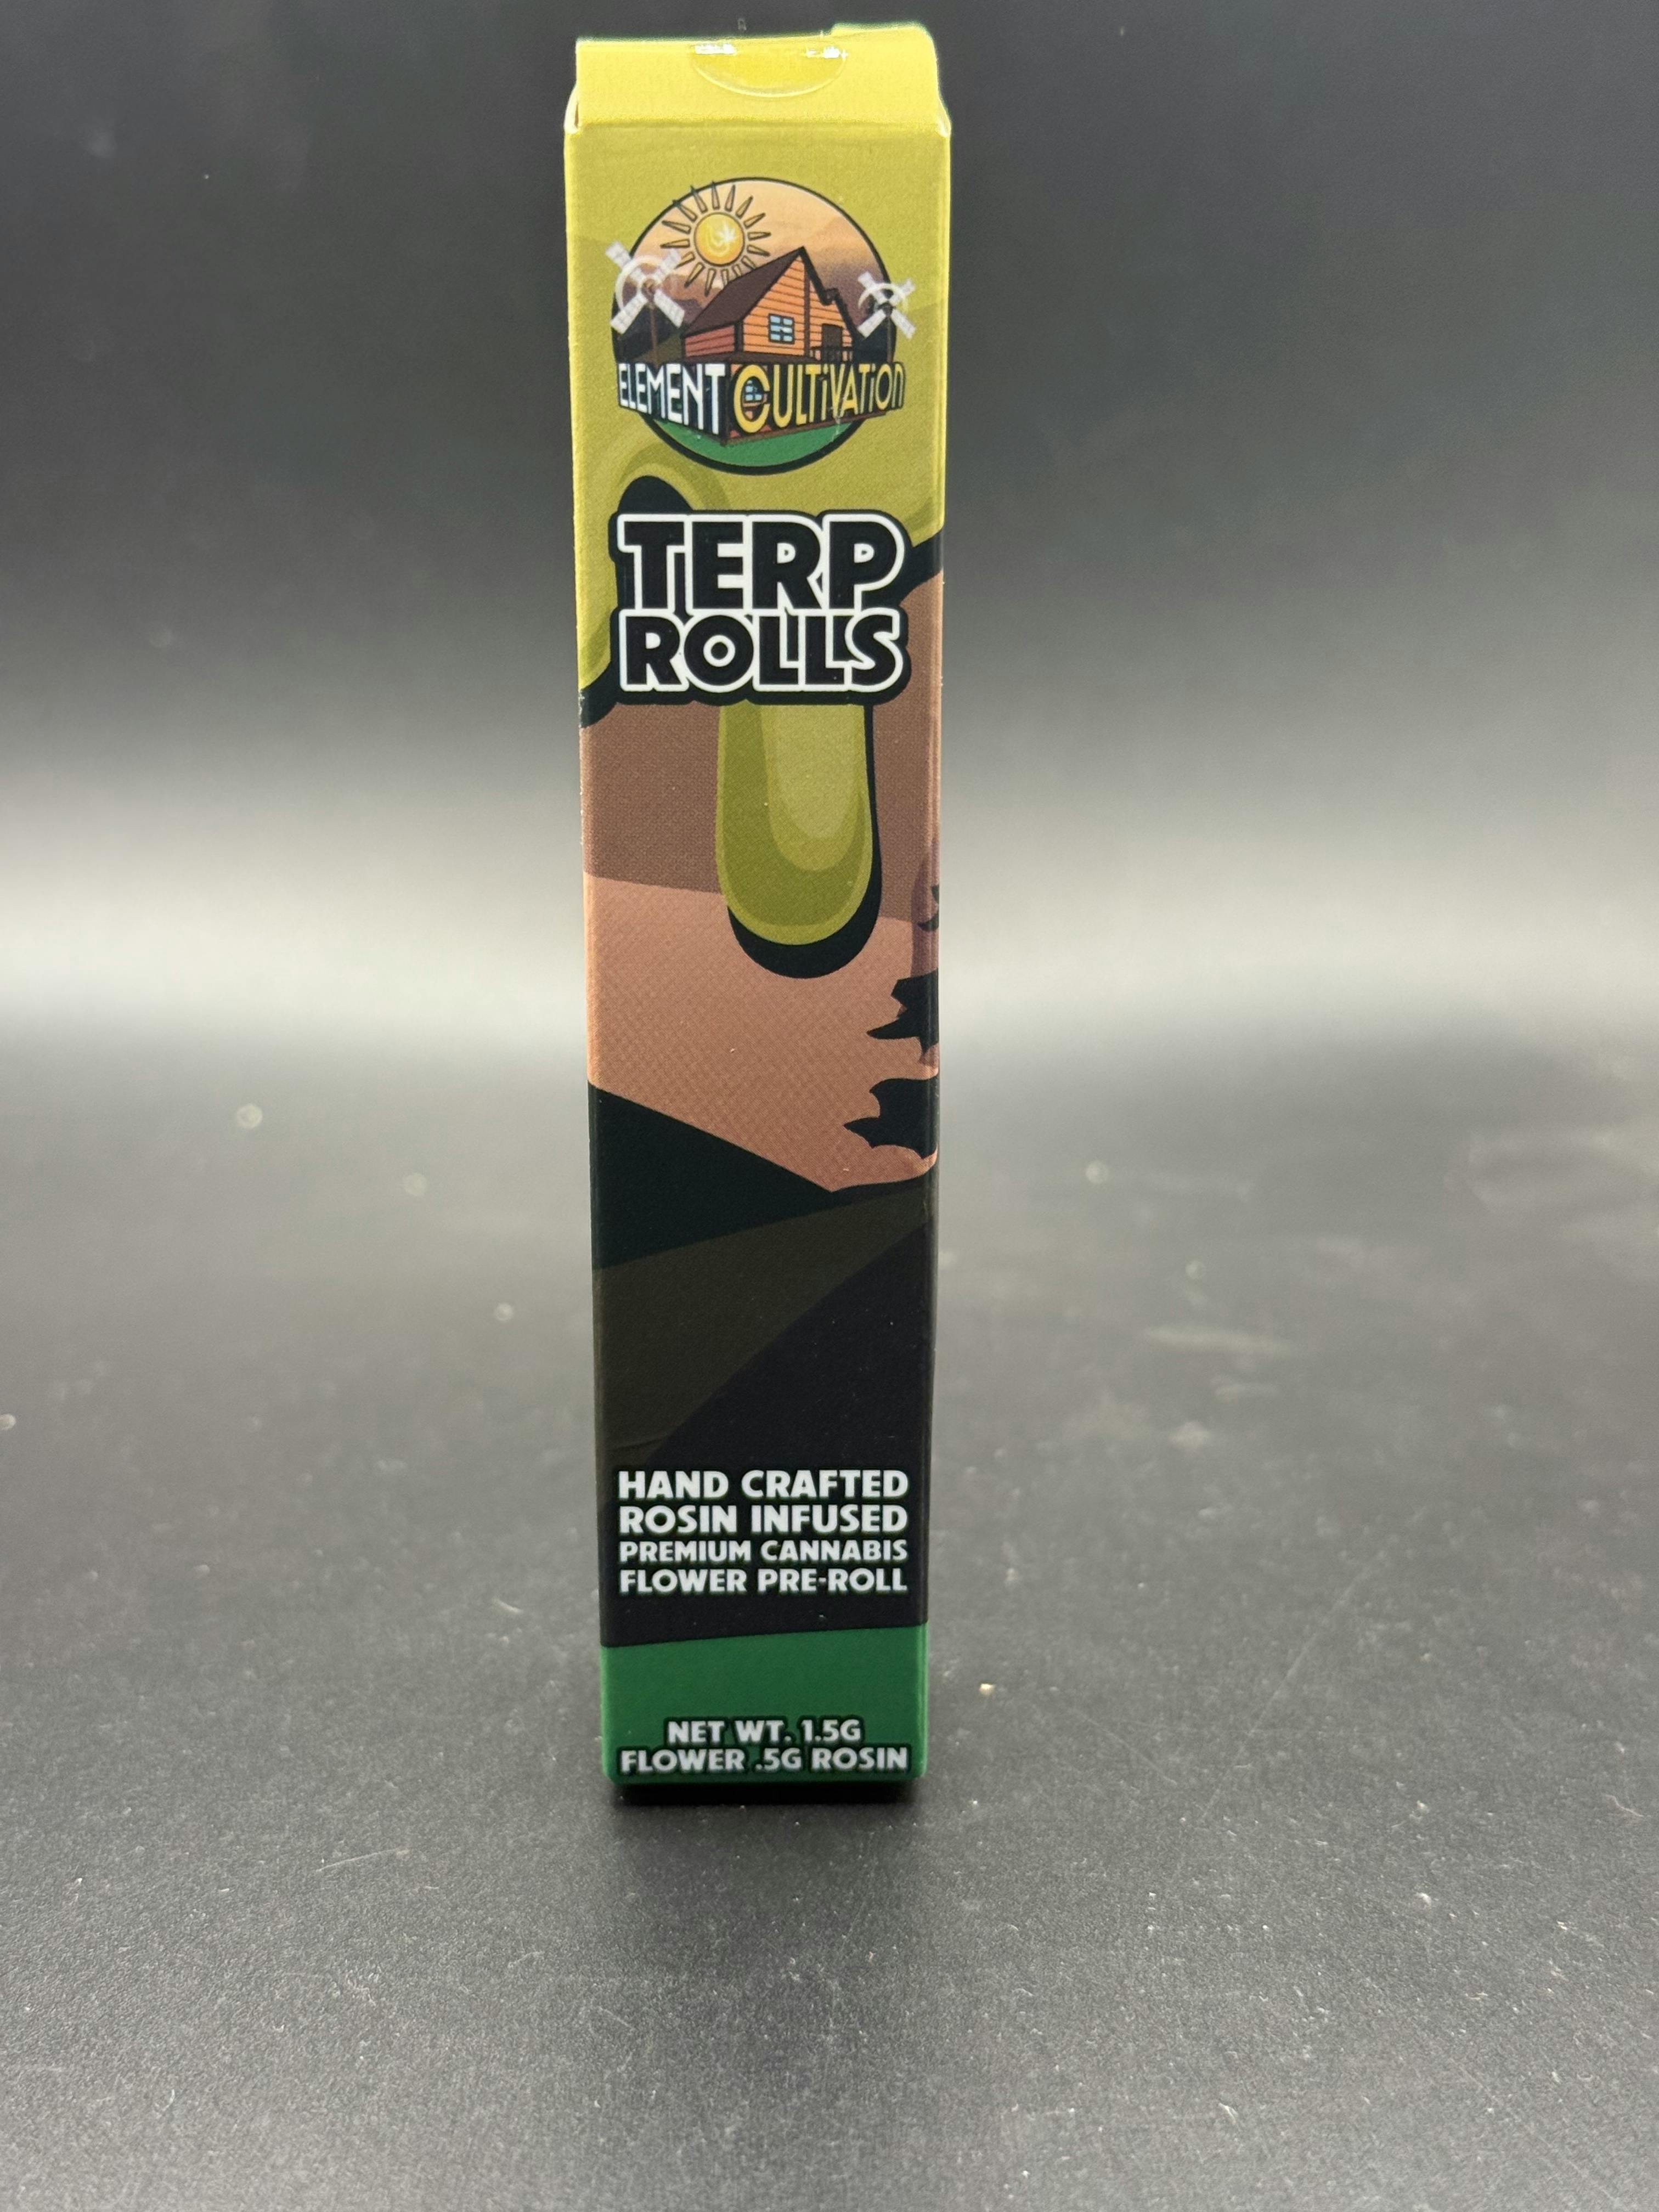 ELEMENT CULTIVATION
TERP
ROLLS
HAND CRAFTED
ROSIN INFUSED
PREMIUM CANNABIS
FLOWER PRE-ROLL
NET WT. 1.5G
FLOWER .5G ROSIN